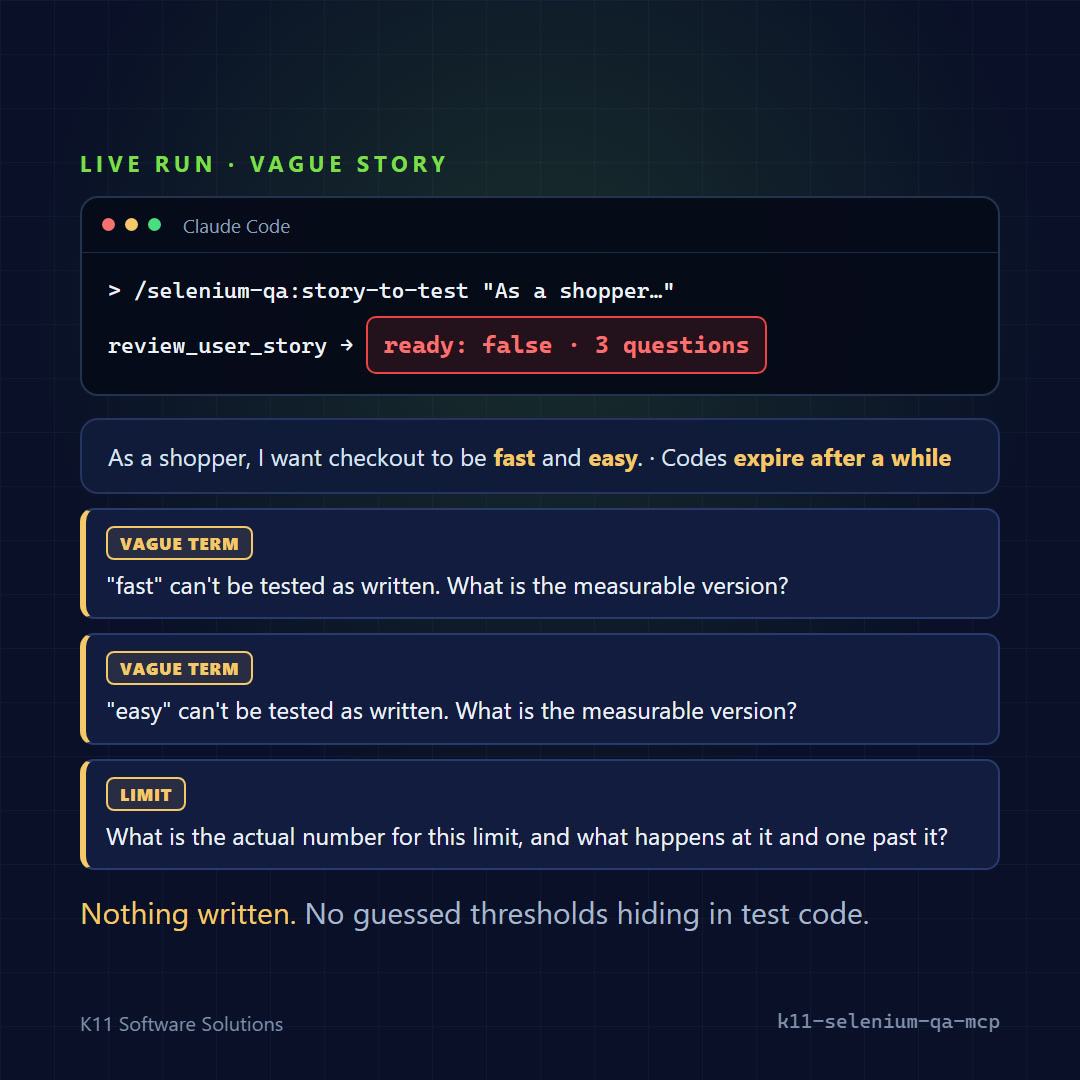 LIVE RUN · VAGUE STORY
Claude Code
> /selenium-qa:story-to-test "As a shopper…"
review_user_story → ready: false · 3 questions
As a shopper, I want checkout to be fast and easy. · Codes expire after a while
VAGUE TERM
"fast" can't be tested as written. What is the measurable version?
VAGUE TERM
"easy" can't be tested as written. What is the measurable version?
LIMIT
What is the actual number for this limit, and what happens at it and one past it?
Nothing written. No guessed thresholds hiding in test code.
K11 Software Solutions
k11-selenium-qa-mcp